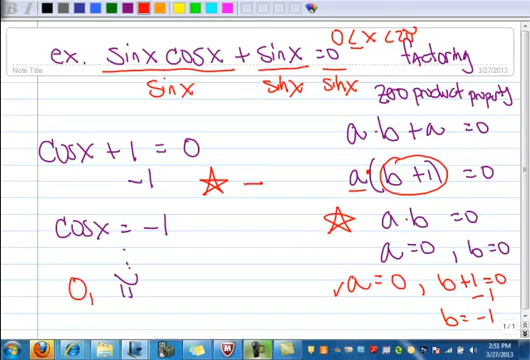 ex. sinx cosx + sinx = 0
0 ≤ x < 2π
sinx sinx sinx
factoring
Note Title
3/27/2013
zero product property
a · b + a = 0
cosx + 1 = 0
-1
a (b + 1) = 0
cosx = -1
a · b = 0
a = 0 , b = 0
0, π
✓ a = 0 , b + 1 = 0
-1
b = -1
1/1
2:51 PM
3/27/2013